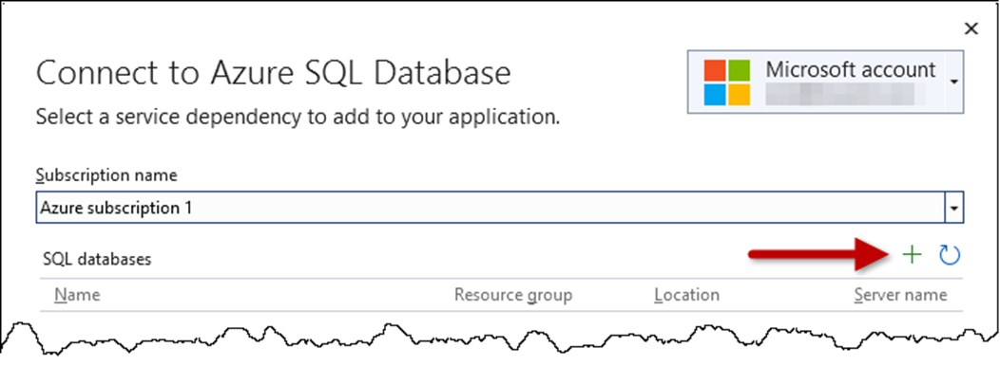 Connect to Azure SQL Database
Microsoft account
Select a service dependency to add to your application.
Subscription name
Azure subscription 1
SQL databases
Name Resource group Location Server name